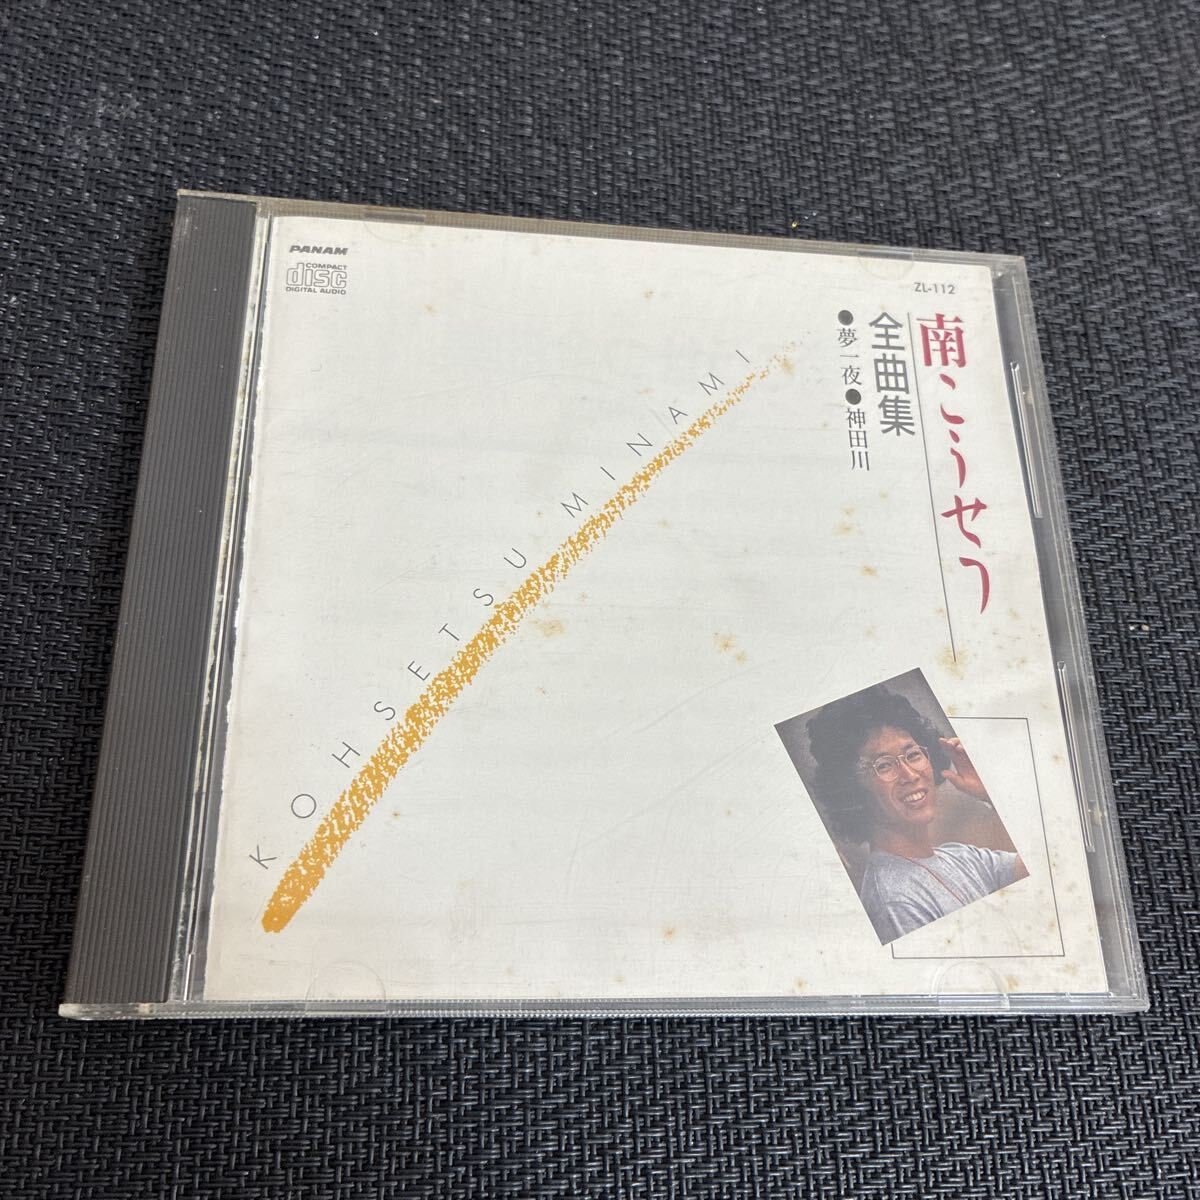 PANAM
COMPACT
disc
DIGITAL AUDIO
ZL-112
南こうせつ
全曲集
●夢一夜●神田川
KOHSETSU MINAMI